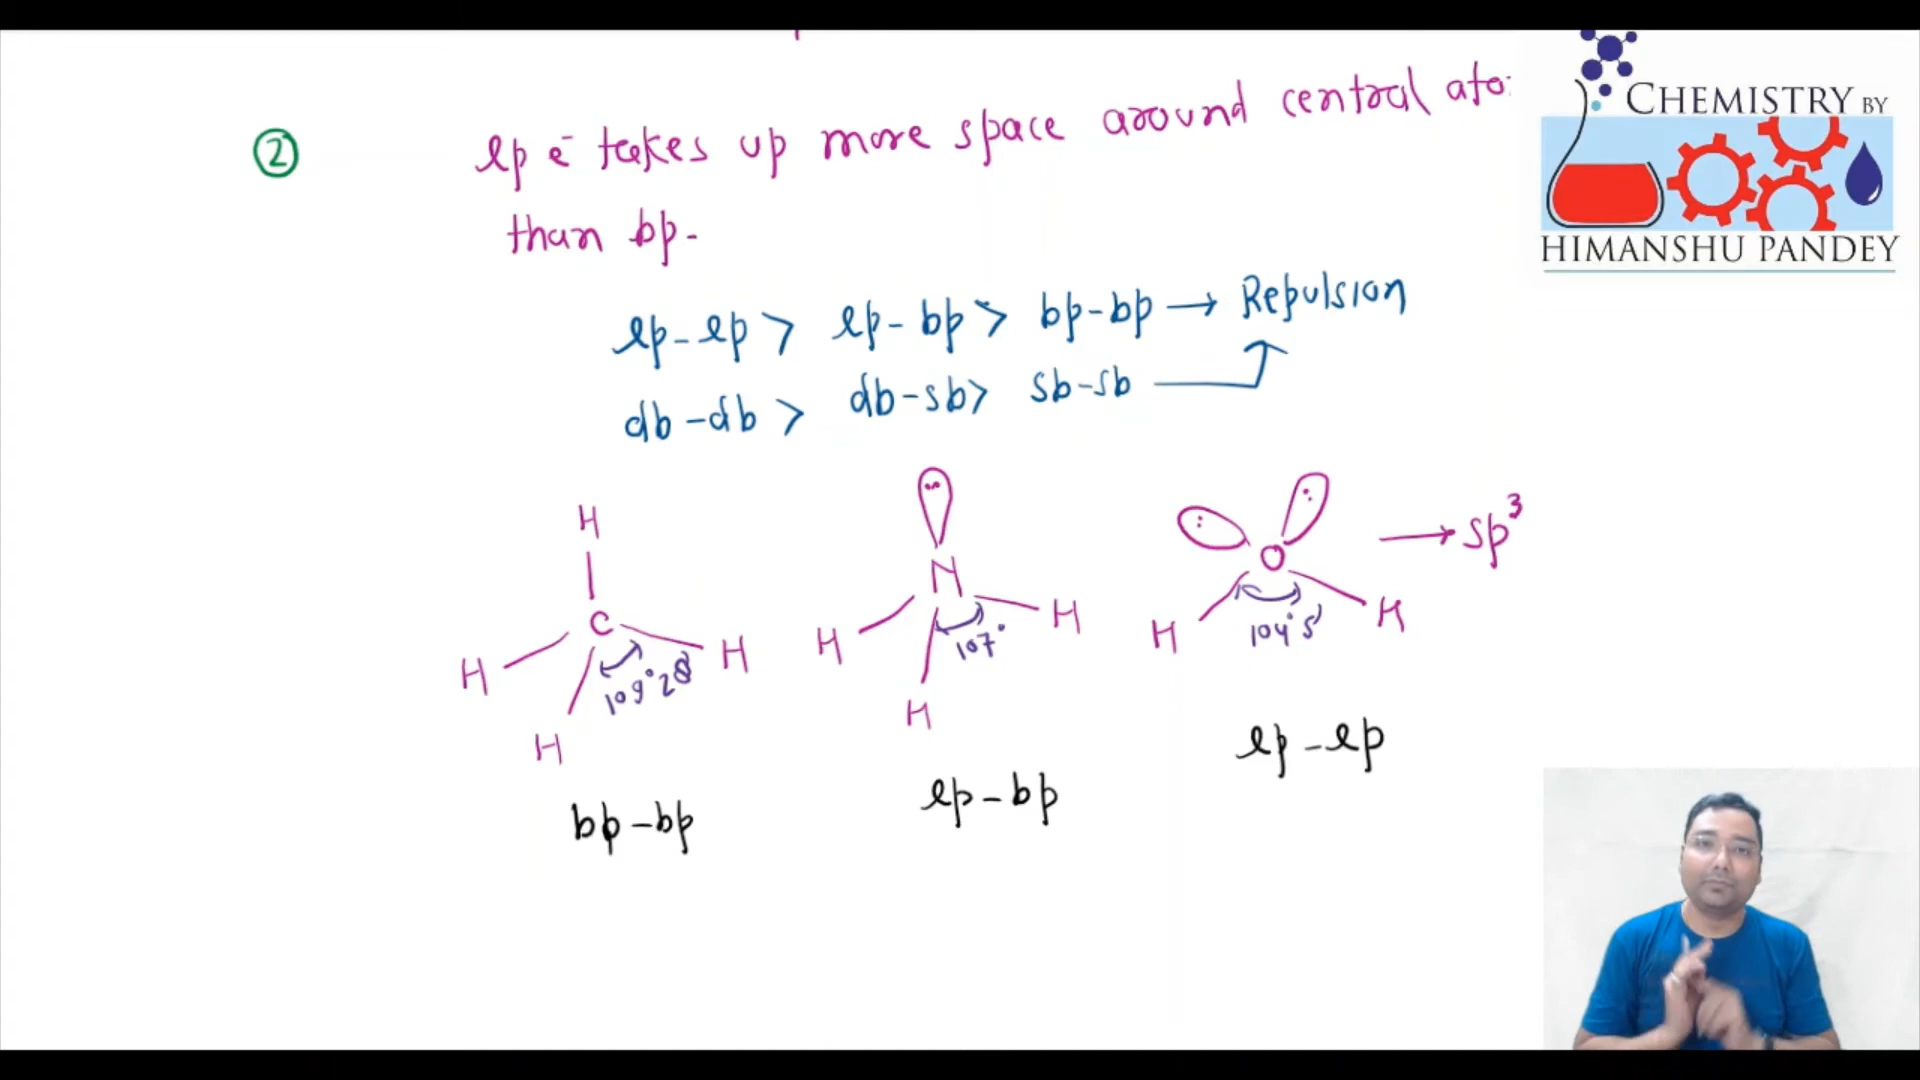 CHEMISTRY BY
HIMANSHU PANDEY
② lp e⁻ takes up more space around central ato
than bp-
lp-lp > lp-bp > bp-bp → Repulsion
db-db > db-sb > sb-sb
H
C
H
H
H
109°28'
bp-bp
N
H
H
H
107°
lp-bp
O
H
H
104°5'
→ sp³
lp-lp